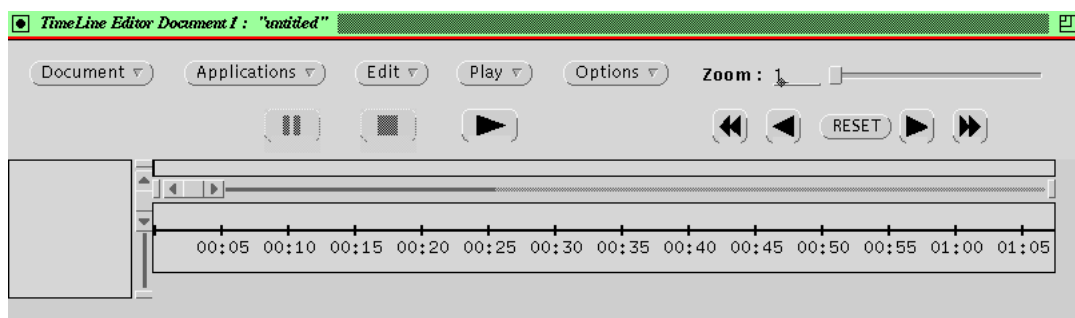 TimeLine Editor Document 1 : "untitled"
Document Applications Edit Play Options Zoom : 1
RESET
00:05 00:10 00:15 00:20 00:25 00:30 00:35 00:40 00:45 00:50 00:55 01:00 01:05